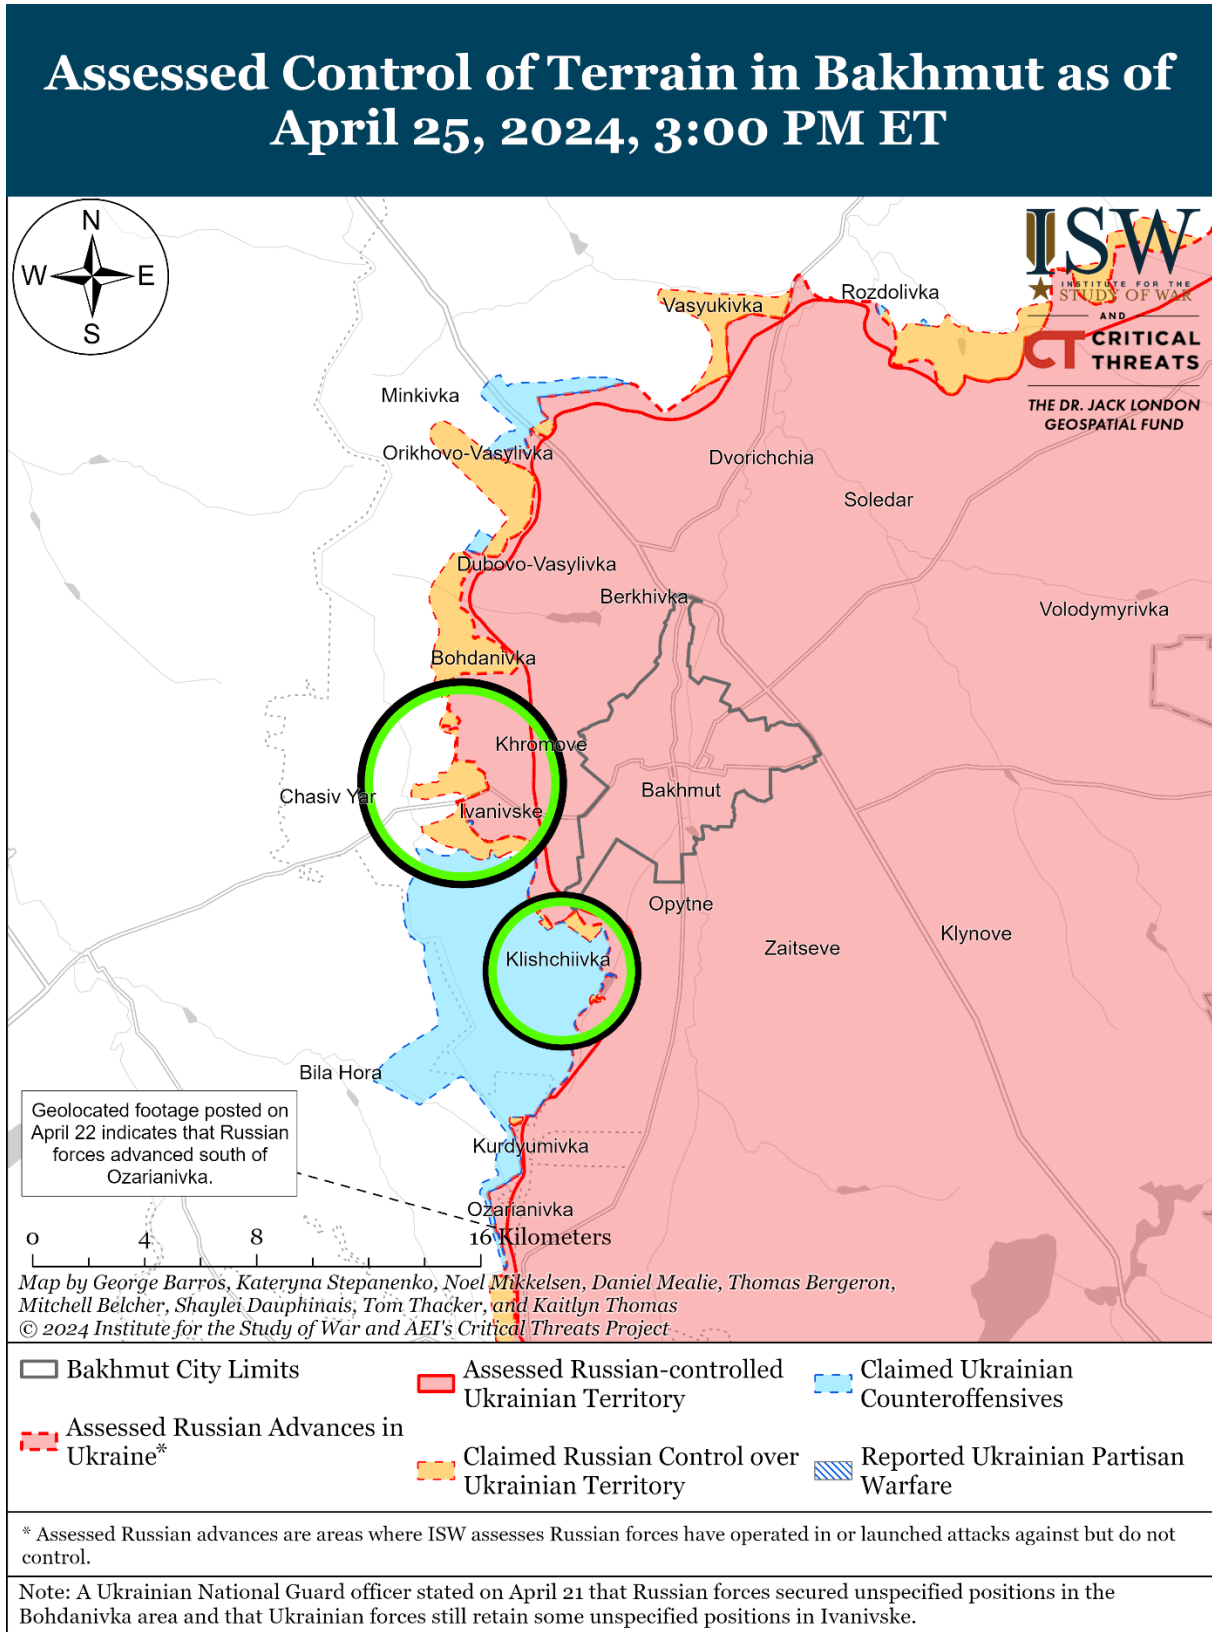 Assessed Control of Terrain in Bakhmut as of
April 25, 2024, 3:00 PM ET
N
W
E
S
ISW
INSTITUTE FOR THE
STUDY OF WAR
AND
CT CRITICAL
THREATS
THE DR. JACK LONDON
GEOSPATIAL FUND
Rozdolivka
Vasyukivka
Minkivka
Orikhovo-Vasylivka
Dvorichchia
Soledar
Dubovo-Vasylivka
Berkhivka
Volodymyrivka
Bohdanivka
Khromove
Chasiv Yar
Bakhmut
Ivanivske
Opytne
Klynove
Zaitseve
Klishchiivka
Bila Hora
Geolocated footage posted on
April 22 indicates that Russian
forces advanced south of
Ozarianivka.
Kurdyumivka
Ozarianivka
0 4 8 16 Kilometers
Map by George Barros, Kateryna Stepanenko, Noel Mikkelsen, Daniel Mealie, Thomas Bergeron,
Mitchell Belcher, Shaylei Dauphinais, Tom Thacker, and Kaitlyn Thomas
© 2024 Institute for the Study of War and AEI's Critical Threats Project
Bakhmut City Limits
Assessed Russian Advances in
Ukraine*
Assessed Russian-controlled
Ukrainian Territory
Claimed Russian Control over
Ukrainian Territory
Claimed Ukrainian
Counteroffensives
Reported Ukrainian Partisan
Warfare
* Assessed Russian advances are areas where ISW assesses Russian forces have operated in or launched attacks against but do not
control.
Note: A Ukrainian National Guard officer stated on April 21 that Russian forces secured unspecified positions in the
Bohdanivka area and that Ukrainian forces still retain some unspecified positions in Ivanivske.